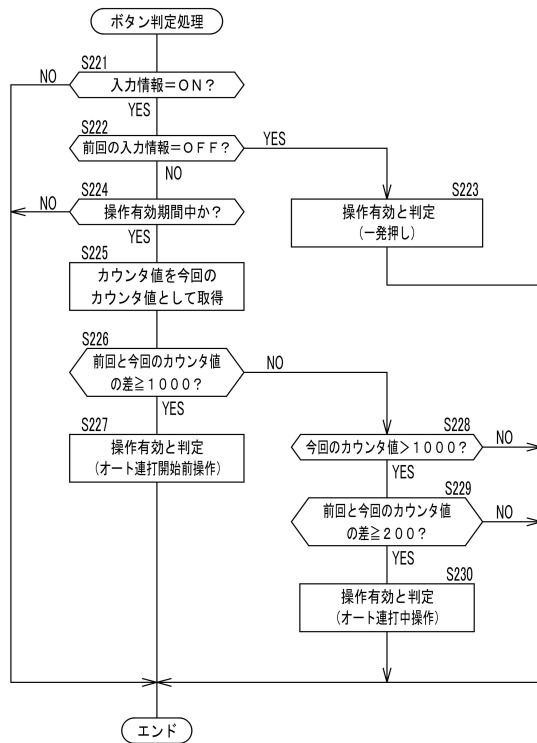 ボタン判定処理
S221
NO
入力情報＝ＯＮ？
YES
S222
YES
前回の入力情報＝ＯＦＦ？
NO
S224
NO
操作有効期間中か？
YES
S223
操作有効と判定
（一発押し）
S225
カウンタ値を今回の
カウンタ値として取得
S226
前回と今回のカウンタ値
の差≧１０００？
NO
YES
S227
操作有効と判定
（オート連打開始前操作）
S228
今回のカウンタ値＞１０００？
NO
YES
S229
前回と今回のカウンタ値
の差≧２００？
NO
YES
S230
操作有効と判定
（オート連打中操作）
エンド